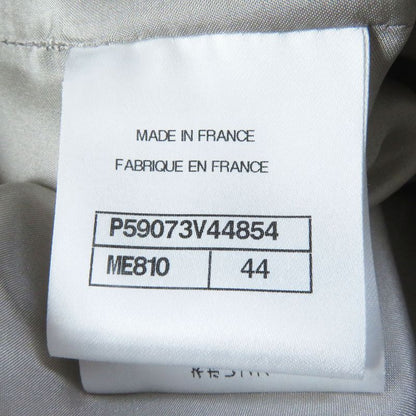 MADE IN FRANCE
FABRIQUE EN FRANCE
P59073V44854
ME810 44